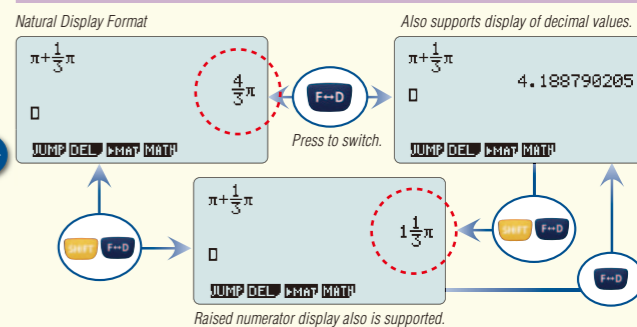 Natural Display Format
Also supports display of decimal values.
π+1/3π
4/3π
JUMP DEL ▶MAT MATH
F↔D
Press to switch.
π+1/3π
4.188790205
JUMP DEL ▶MAT MATH
SHIFT F↔D
π+1/3π
1 1/3π
JUMP DEL ▶MAT MATH
SHIFT F↔D
F↔D
Raised numerator display also is supported.